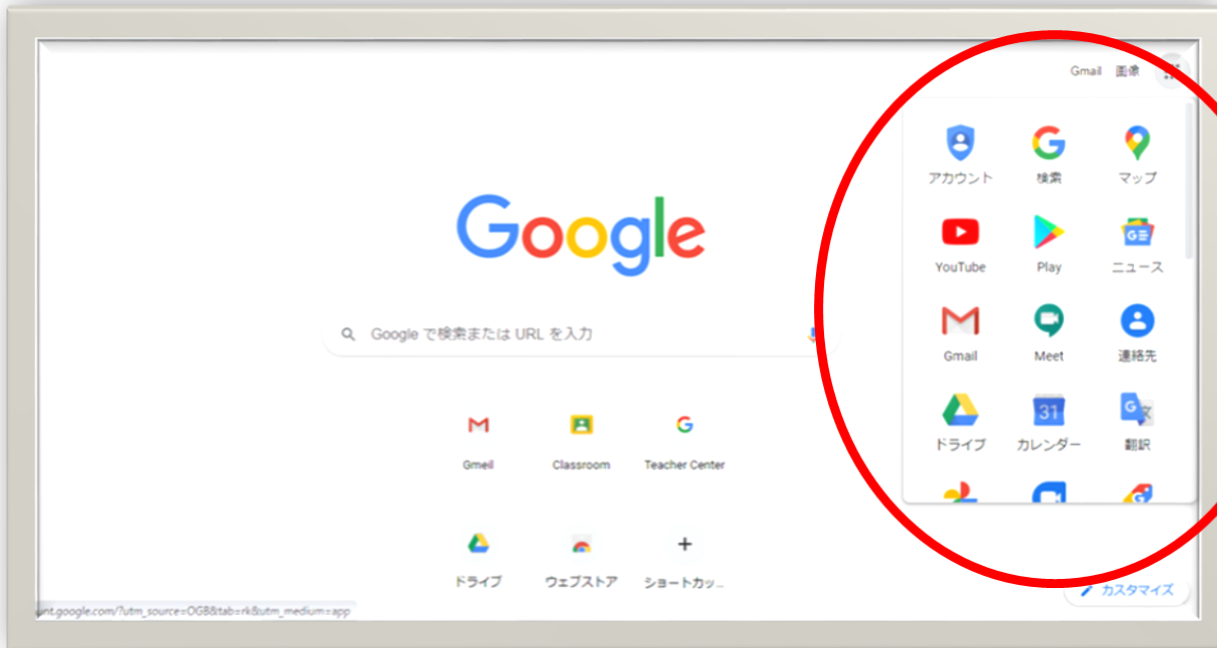 Gmail 画像
アカウント 検索 マップ
Google
YouTube Play ニュース
Google で検索または URL を入力
Gmail Meet 連絡先
31
ドライブ カレンダー 翻訳
Gmeil Classroom Teacher Center
ドライブ ウェブストア ショートカッ...
カスタマイズ
unt.google.com/?utm_source=OGB&tab=rk&utm_medium=app